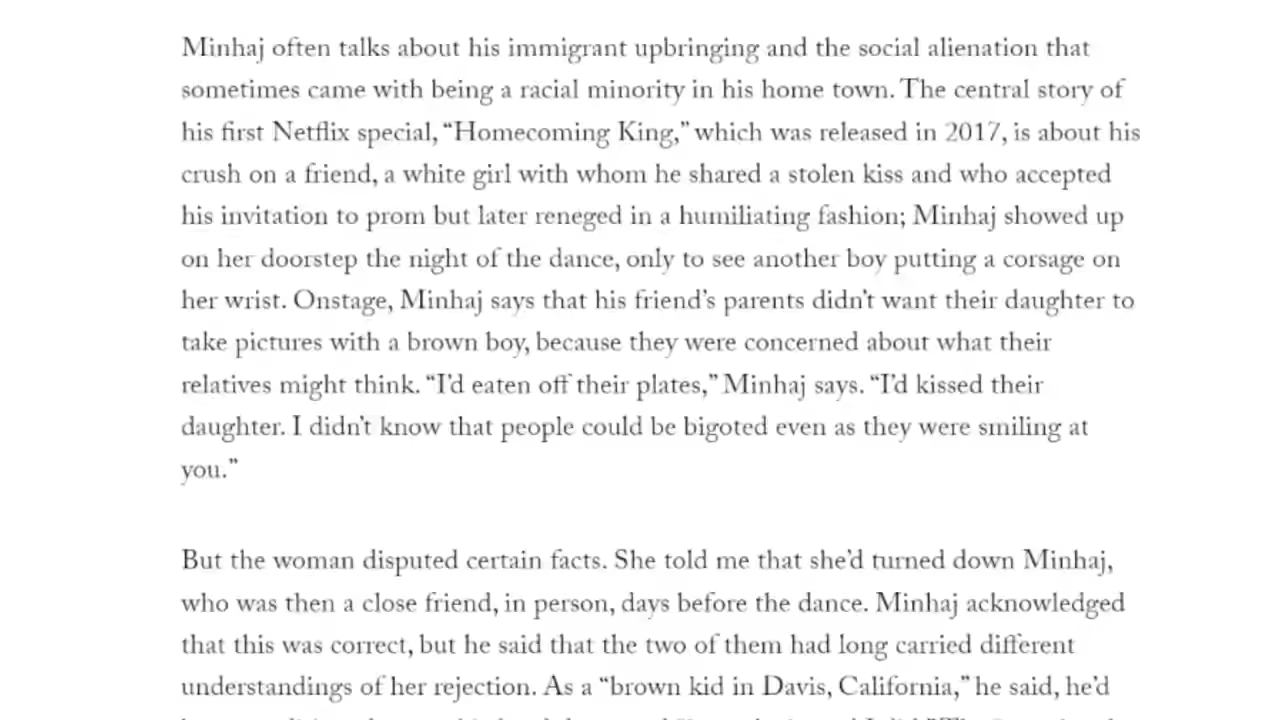 Minhaj often talks about his immigrant upbringing and the social alienation that
sometimes came with being a racial minority in his home town. The central story of
his first Netflix special, “Homecoming King,” which was released in 2017, is about his
crush on a friend, a white girl with whom he shared a stolen kiss and who accepted
his invitation to prom but later reneged in a humiliating fashion; Minhaj showed up
on her doorstep the night of the dance, only to see another boy putting a corsage on
her wrist. Onstage, Minhaj says that his friend’s parents didn’t want their daughter to
take pictures with a brown boy, because they were concerned about what their
relatives might think. “I’d eaten off their plates,” Minhaj says. “I’d kissed their
daughter. I didn’t know that people could be bigoted even as they were smiling at
you.”
But the woman disputed certain facts. She told me that she’d turned down Minhaj,
who was then a close friend, in person, days before the dance. Minhaj acknowledged
that this was correct, but he said that the two of them had long carried different
understandings of her rejection. As a “brown kid in Davis, California,” he said, he’d